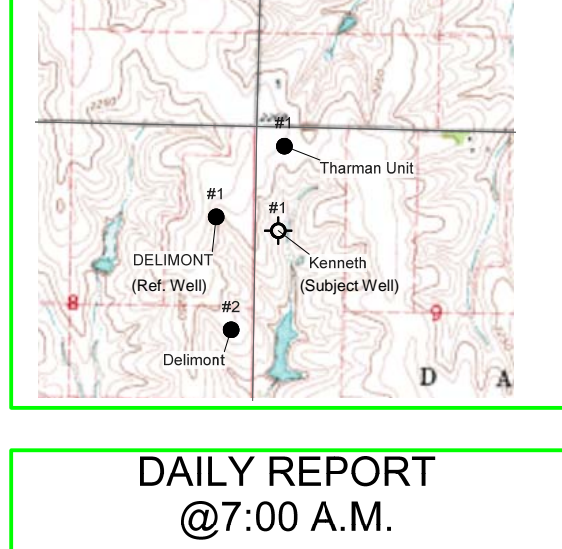 #1
Tharman Unit
#1
#1
DELIMONT
(Ref. Well)
Kenneth
(Subject Well)
8
#2
9
Delimont
D
A
DAILY REPORT
@7:00 A.M.